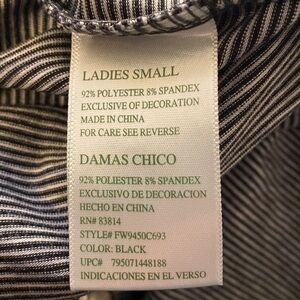 LADIES SMALL
92% POLYESTER 8% SPANDEX
EXCLUSIVE OF DECORATION
MADE IN CHINA
FOR CARE SEE REVERSE
DAMAS CHICO
92% POLIESTER 8% SPANDEX
EXCLUSIVO DE DECORACION
HECHO EN CHINA
RN# 83814
STYLE# FW9450C693
COLOR: BLACK
UPC# 795071448188
INDICACIONES EN EL VERSO